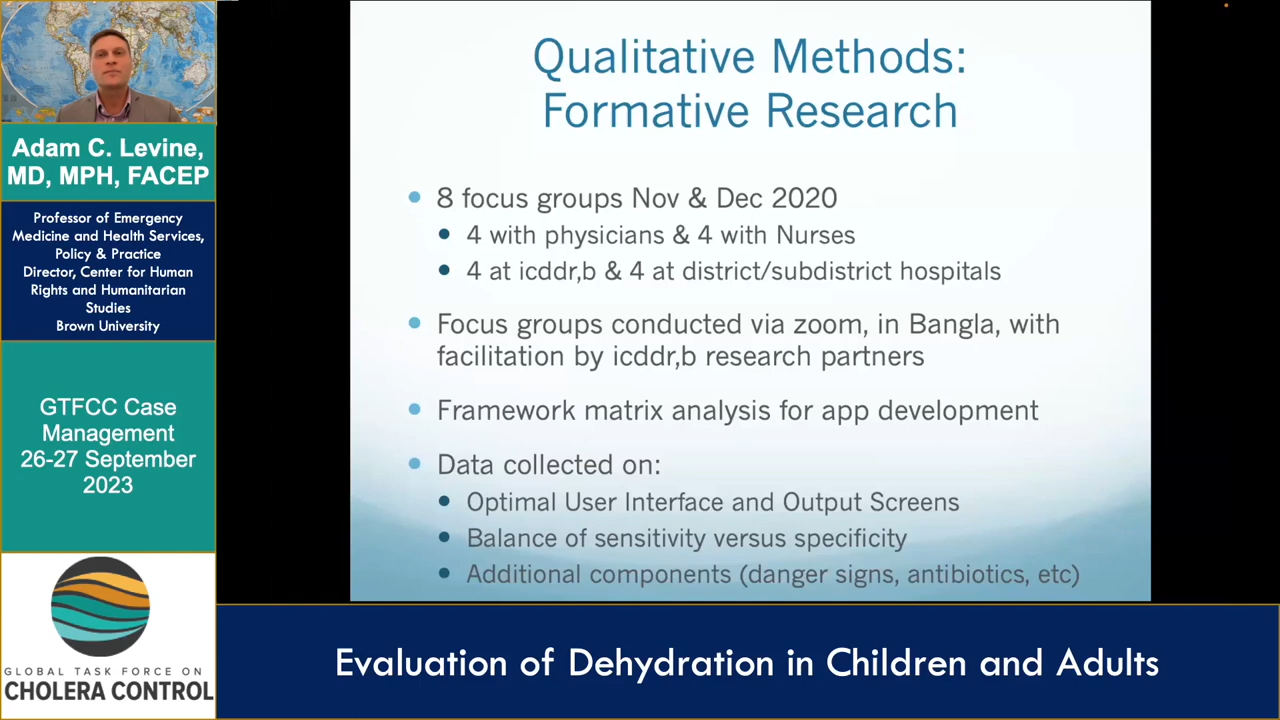 Adam C. Levine,
MD, MPH, FACEP
Professor of Emergency
Medicine and Health Services,
Policy & Practice
Director, Center for Human
Rights and Humanitarian
Studies
Brown University
GTFCC Case
Management
26-27 September
2023
GLOBAL TASK FORCE ON
CHOLERA CONTROL
Qualitative Methods:
Formative Research
8 focus groups Nov & Dec 2020
4 with physicians & 4 with Nurses
4 at icddr,b & 4 at district/subdistrict hospitals
Focus groups conducted via zoom, in Bangla, with
facilitation by icddr,b research partners
Framework matrix analysis for app development
Data collected on:
Optimal User Interface and Output Screens
Balance of sensitivity versus specificity
Additional components (danger signs, antibiotics, etc)
Evaluation of Dehydration in Children and Adults